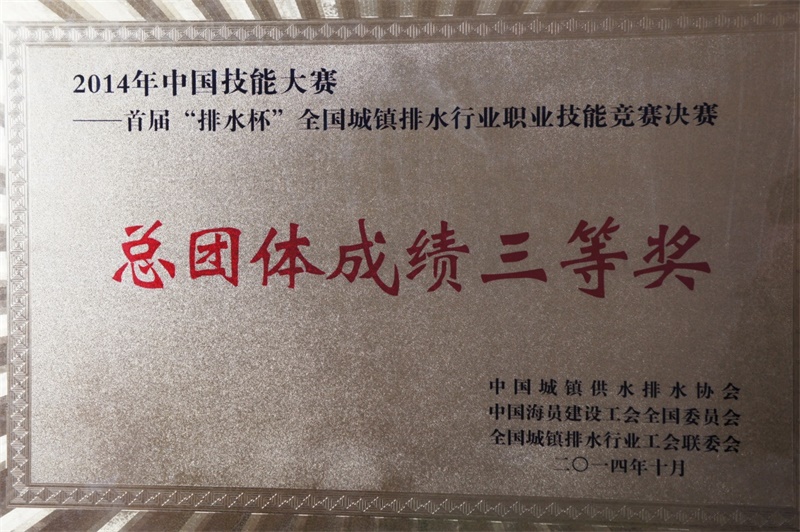 2014年中国技能大赛
——首届“排水杯”全国城镇排水行业职业技能竞赛决赛
总团体成绩三等奖
中国城镇供水排水协会
中国海员建设工会全国委员会
全国城镇排水行业工会联委会
二〇一四年十月